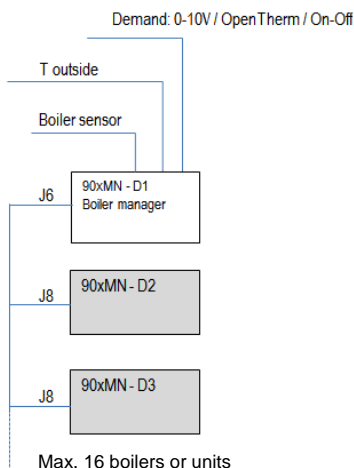 Demand: 0-10V / OpenTherm / On-Off
T outside
Boiler sensor
J6
90xMN - D1
Boiler manager
J8
90xMN - D2
J8
90xMN - D3
Max. 16 boilers or units